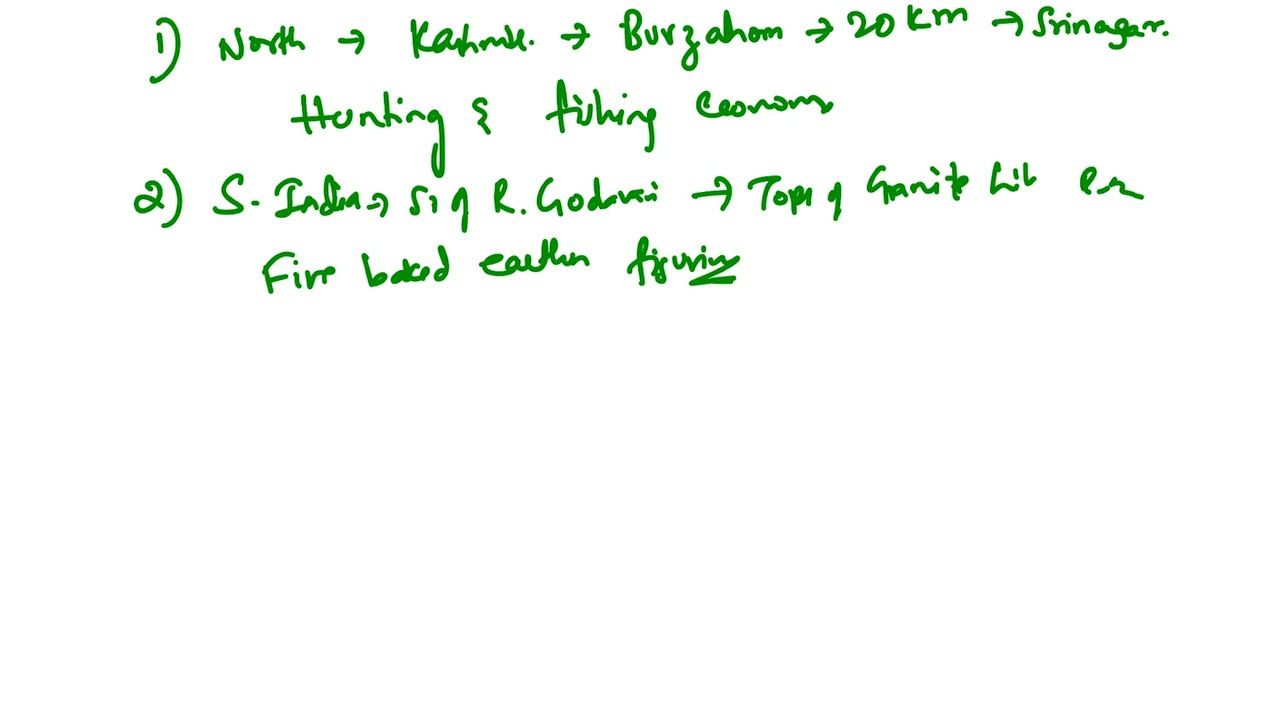 1) North → Kashmir. → Burzahom → 20 km → Srinagar.
Hunting & fishing economy
2) S. India → S. of R. Godavari → Tops of Granite hill
Fire baked earthen figurines